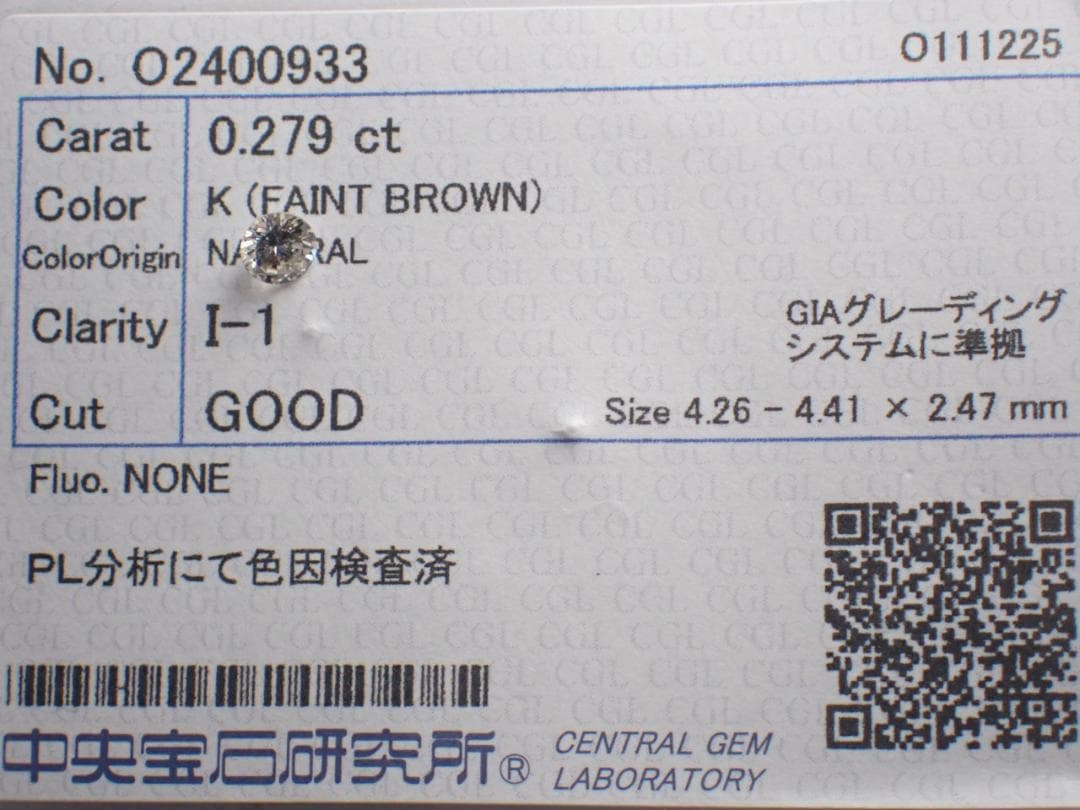 No. O2400933
O111225
Carat 0.279 ct
Color K (FAINT BROWN)
ColorOrigin
Clarity I-1
GIAグレーディング
システムに準拠
Cut GOOD Size 4.26 - 4.41 × 2.47 mm
Fluo. NONE
PL分析にて色因検査済
中央宝石研究所® CENTRAL GEM
LABORATORY